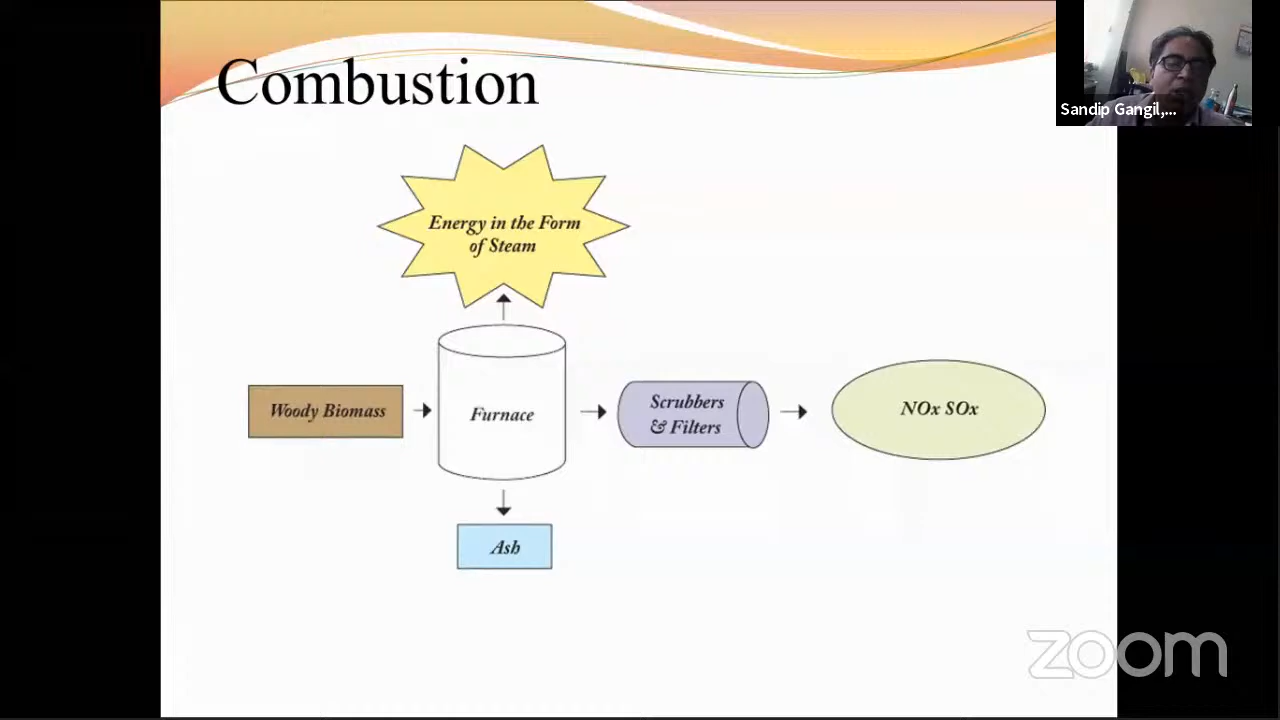 Combustion
Sandip Gangil,...
Energy in the Form
of Steam
Woody Biomass
Furnace
Scrubbers
& Filters
NOx SOx
Ash
zoom